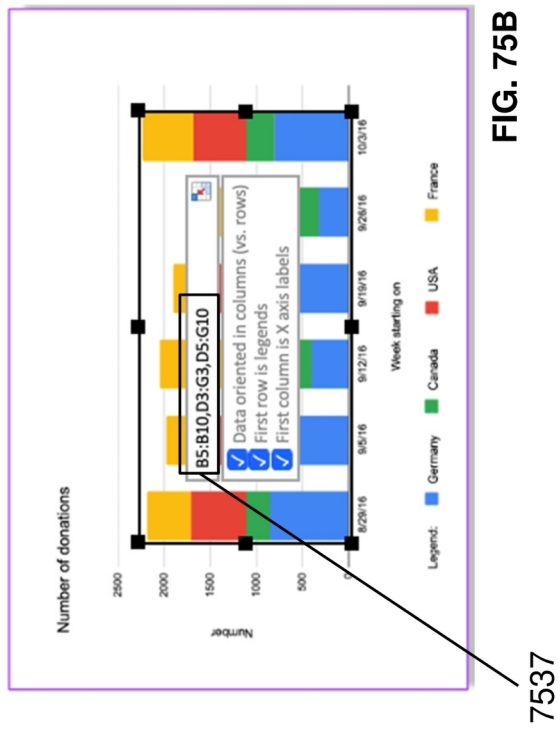 FIG. 75B
Number of donations
2500
2000
1500
1000
500
0
Number
B5:B10,D3:G3,D5:G10
Data oriented in columns (vs. rows)
First row is legends
First column is X axis labels
8/29/16 9/5/16 9/12/16 9/19/16 9/26/16 10/3/16
Week starting on
Legend: Germany Canada USA France
7537